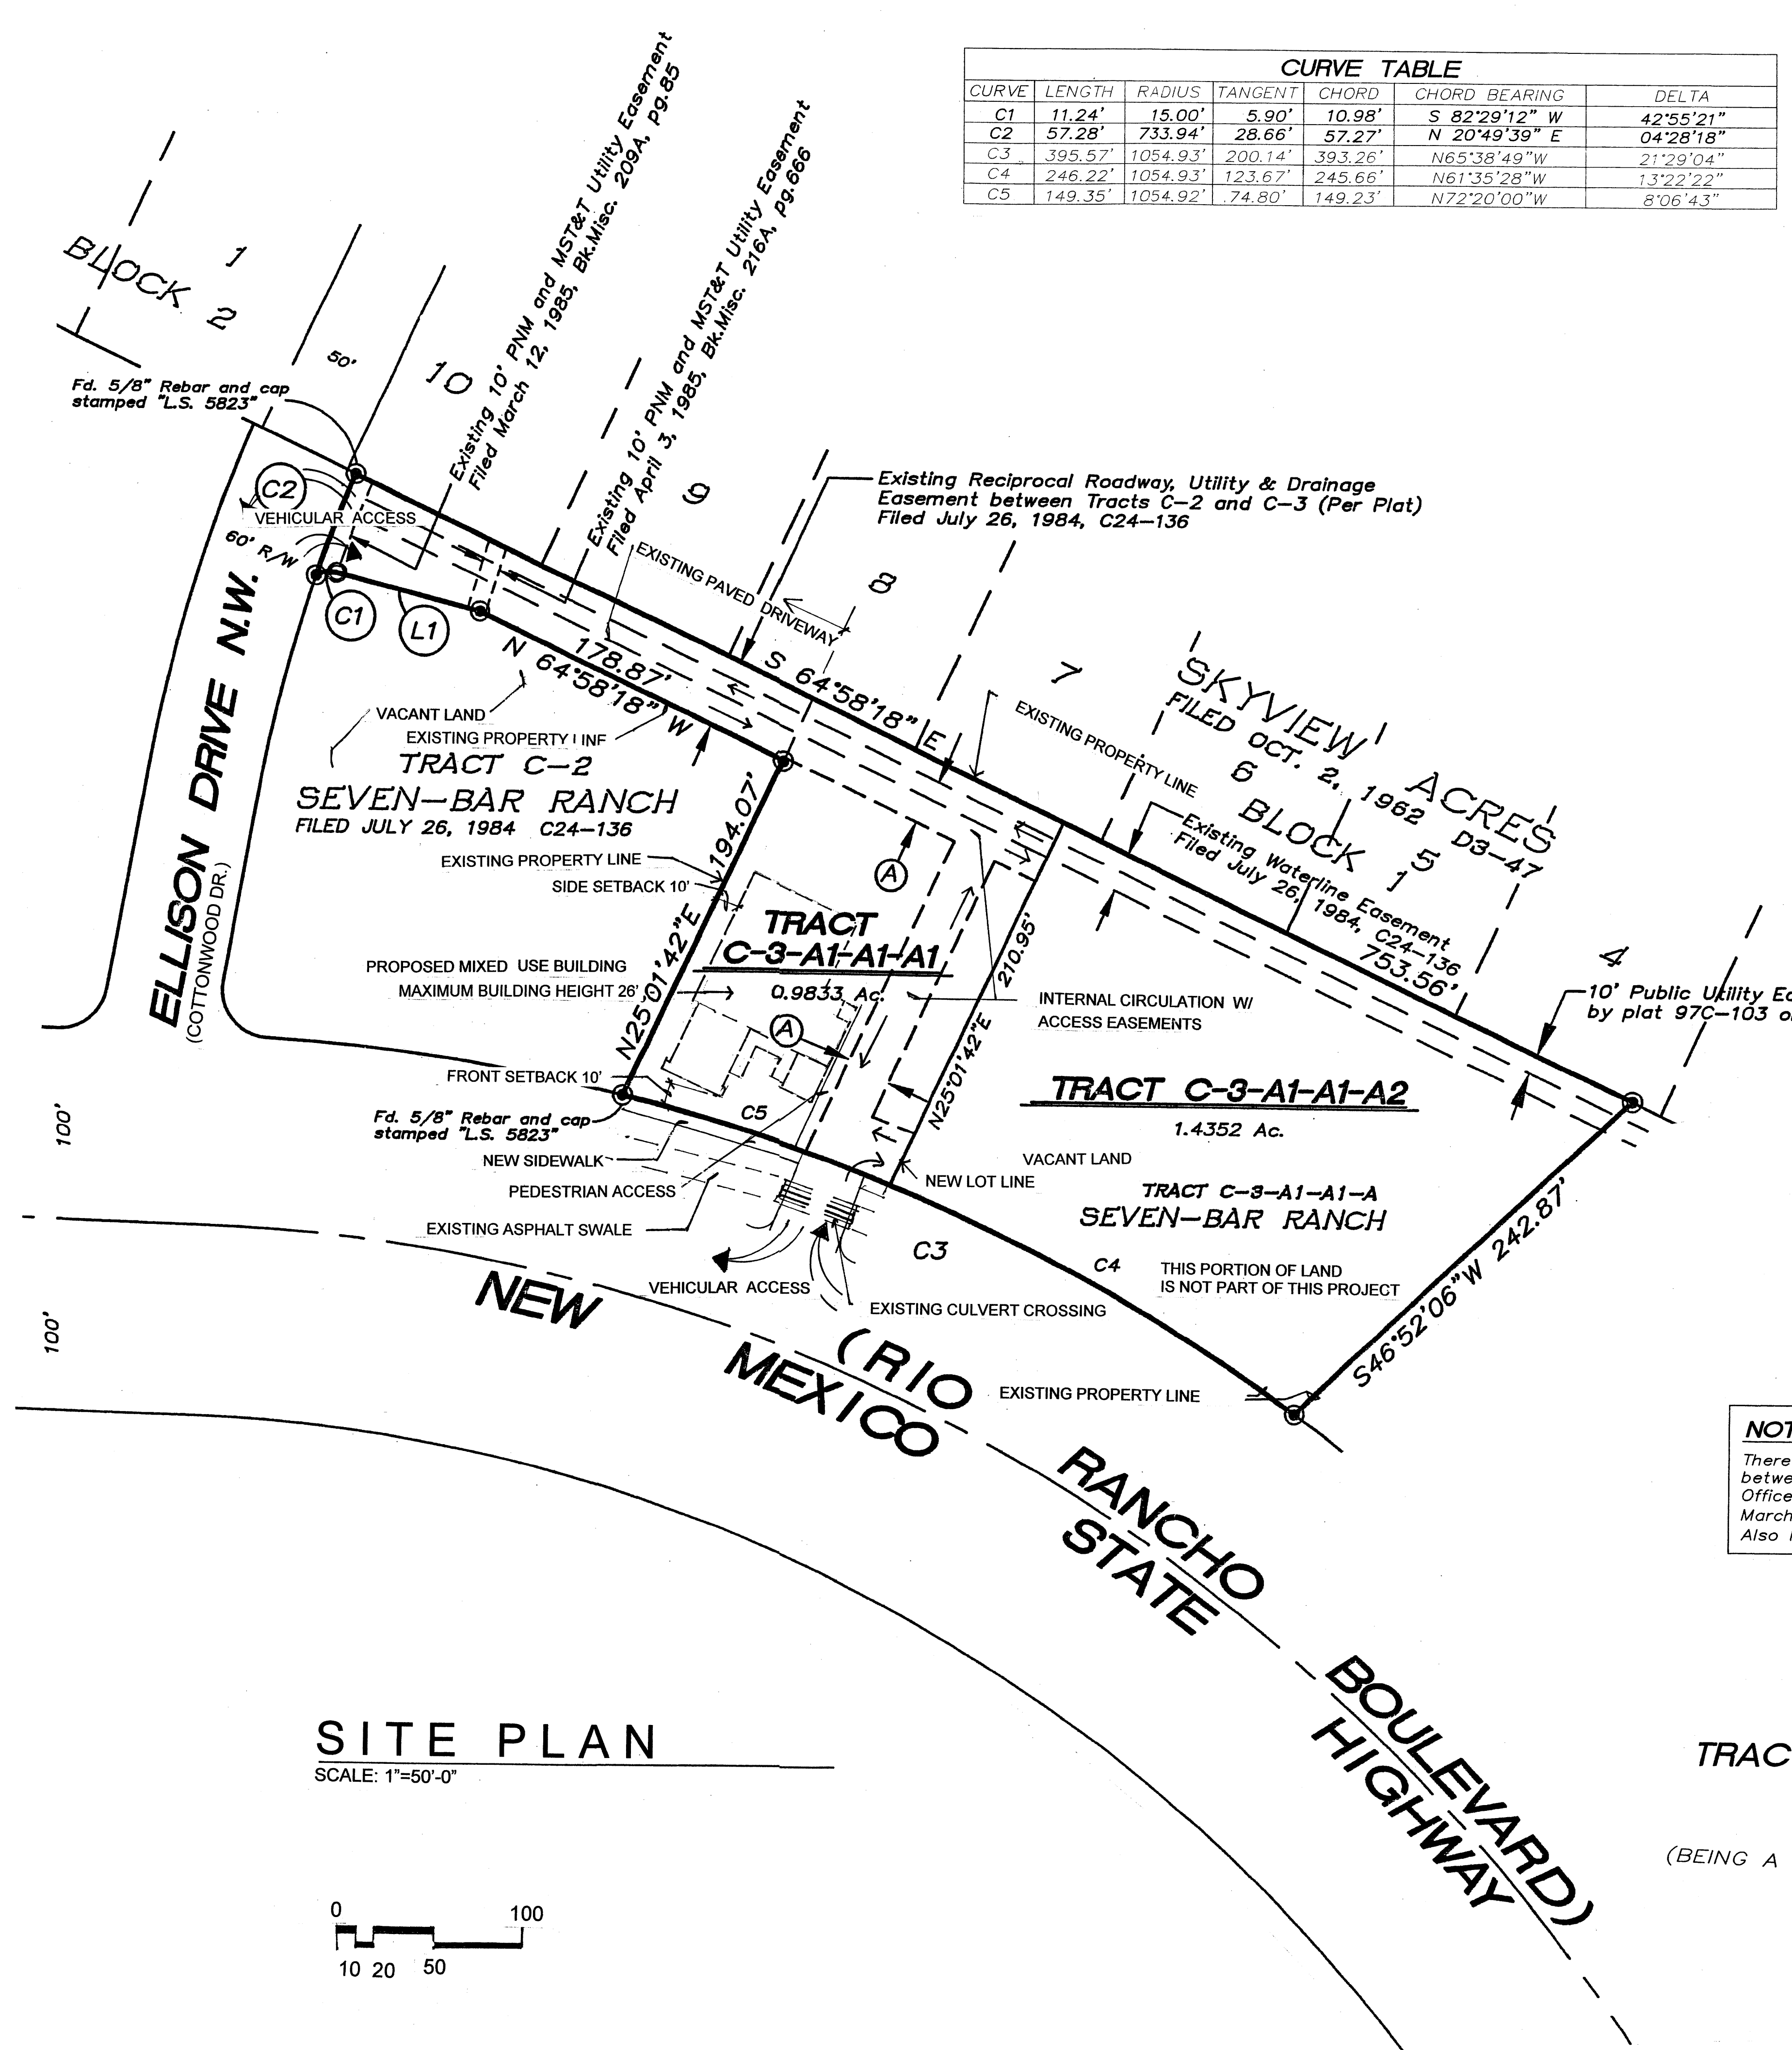 CURVE TABLE
CURVE LENGTH RADIUS TANGENT CHORD CHORD BEARING DELTA
C1 11.24' 15.00' 5.90' 10.98' S 82°29'12" W 42°55'21"
C2 57.28' 733.94' 28.66' 57.27' N 20°49'39" E 04°28'18"
C3 395.57' 1054.93' 200.14' 393.26' N65°38'49"W 21°29'04"
C4 246.22' 1054.93' 123.67' 245.66' N61°35'28"W 13°22'22"
C5 149.35' 1054.92' 74.80' 149.23' N72°20'00"W 8°06'43"
BLOCK
1
2
50'
10
Existing 10' PNM and MST&T Utility Easement
Filed March 12, 1985, Bk.Misc. 209A, pg.85
Existing 10' PNM and MST&T Utility Easement
Filed April 3, 1985, Bk.Misc. 216A, pg.666
Fd. 5/8" Rebar and cap
stamped "L.S. 5823"
9
Existing Reciprocal Roadway, Utility & Drainage
Easement between Tracts C-2 and C-3 (Per Plat)
Filed July 26, 1984, C24-136
C2
VEHICULAR ACCESS
60' R/W
C1
L1
EXISTING PAVED DRIVEWAY
8
178.87'
N 64°58'18" W
S 64°58'18" E
7
EXISTING PROPERTY LINE
SKYVIEW ACRES
FILED OCT. 2, 1962 D3-47
6
BLOCK 1
5
Existing Waterline Easement
Filed July 26, 1984, C24-136
753.56'
4
10' Public Utility
by plat 97C-103
ELLISON DRIVE N.W.
(COTTONWOOD DR.)
VACANT LAND
EXISTING PROPERTY LINE
TRACT C-2
SEVEN-BAR RANCH
FILED JULY 26, 1984 C24-136
EXISTING PROPERTY LINE
SIDE SETBACK 10'
N25°01'42"E 194.07'
A
TRACT
C-3-A1-A1-A1
0.9833 Ac.
PROPOSED MIXED USE BUILDING
MAXIMUM BUILDING HEIGHT 26'
A
N25°01'42"E 210.95'
INTERNAL CIRCULATION W/
ACCESS EASEMENTS
TRACT C-3-A1-A1-A2
1.4352 Ac.
FRONT SETBACK 10'
Fd. 5/8" Rebar and cap
stamped "L.S. 5823"
C5
NEW SIDEWALK
PEDESTRIAN ACCESS
EXISTING ASPHALT SWALE
VACANT LAND
NEW LOT LINE
TRACT C-3-A1-A1-A
SEVEN-BAR RANCH
C3
C4
THIS PORTION OF LAND
IS NOT PART OF THIS PROJECT
S46°52'06"W 242.87'
VEHICULAR ACCESS
EXISTING CULVERT CROSSING
EXISTING PROPERTY LINE
100'
100'
NEW MEXICO STATE HIGHWAY
(RIO RANCHO BOULEVARD)
There
Office
March
Also
SITE PLAN
SCALE: 1"=50'-0"
0 100
10 20 50
(BEING A